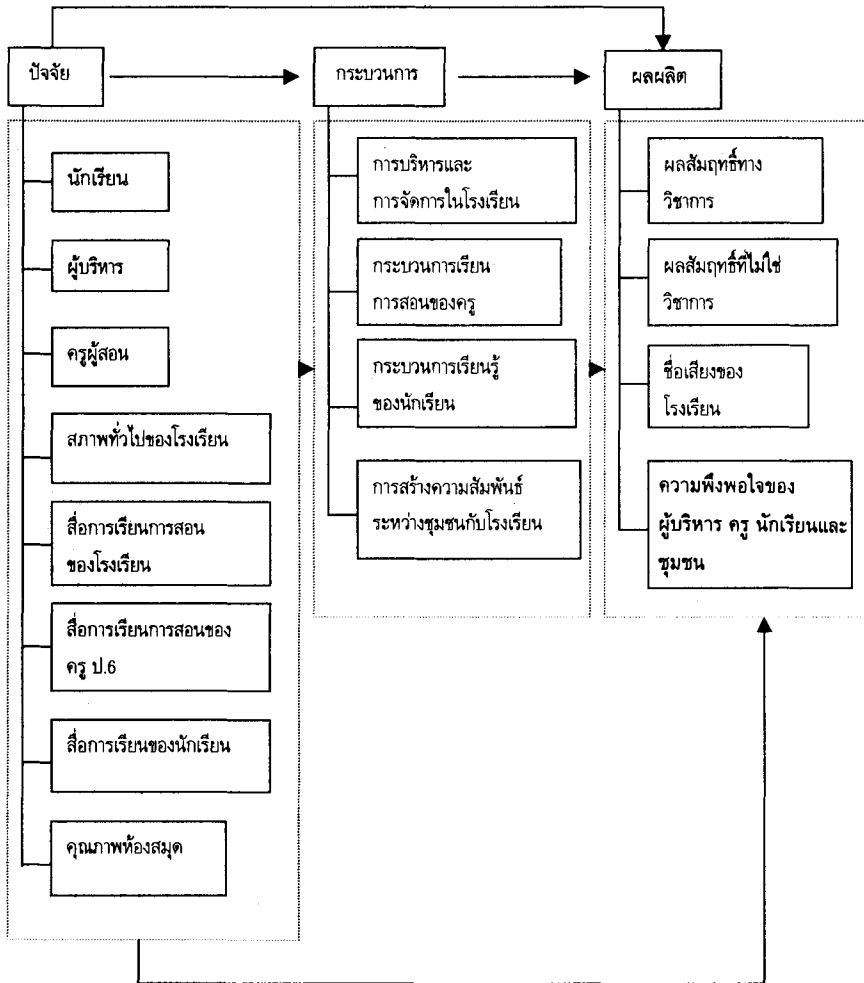 ปัจจัย
กระบวนการ
ผลผลิต
นักเรียน
ผู้บริหาร
ครูผู้สอน
สภาพทั่วไปของโรงเรียน
สื่อการเรียนการสอน
ของโรงเรียน
สื่อการเรียนการสอนของ
ครู ป.6
สื่อการเรียนของนักเรียน
คุณภาพห้องสมุด
การบริหารและ
การจัดการในโรงเรียน
กระบวนการเรียน
การสอนของครู
กระบวนการเรียนรู้
ของนักเรียน
การสร้างความสัมพันธ์
ระหว่างชุมชนกับโรงเรียน
ผลสัมฤทธิ์ทาง
วิชาการ
ผลสัมฤทธิ์ที่ไม่ใช่
วิชาการ
ชื่อเสียงของ
โรงเรียน
ความพึงพอใจของ
ผู้บริหาร ครู นักเรียนและ
ชุมชน